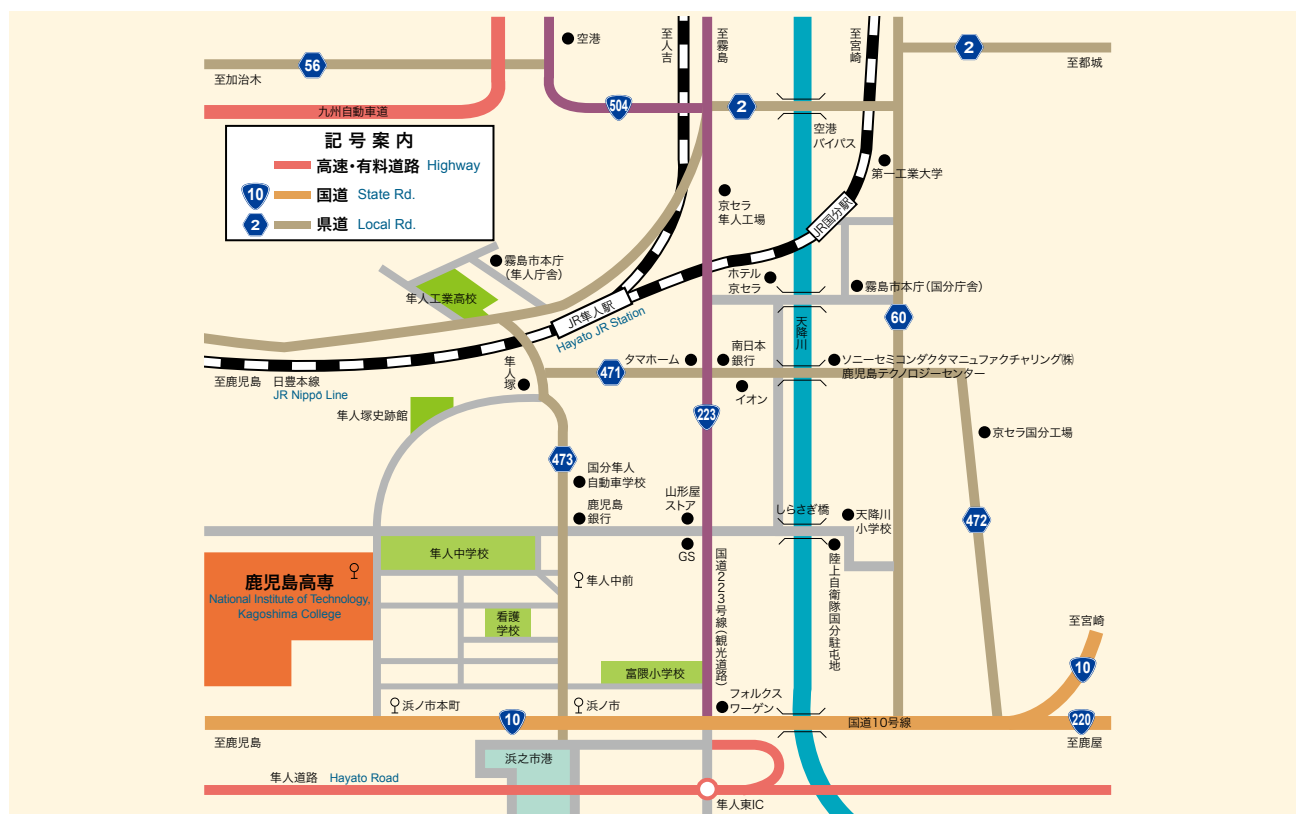 空港
至人吉
至霧島
至宮崎
2
至都城
56
至加治木
九州自動車道
504
2
空港
バイパス
記号案内
高速・有料道路 Highway
10 国道 State Rd.
2 県道 Local Rd.
第一工業大学
京セラ
隼人工場
JR国分駅
霧島市本庁
(隼人庁舎)
ホテル
京セラ
霧島市本庁(国分庁舎)
隼人工業高校
JR隼人駅
Hayato JR Station
天降川
60
至鹿児島 日豊本線
JR Nippō Line
隼人塚
471
タマホーム
南日本
銀行
イオン
ソニーセミコンダクタマニュファクチャリング㈱
鹿児島テクノロジーセンター
隼人塚史跡館
223
京セラ国分工場
473
国分隼人
自動車学校
鹿児島
銀行
山形屋
ストア
しらさぎ橋
天降川
小学校
472
隼人中学校
GS
国道223号線(観光道路)
陸上自衛隊国分駐屯地
鹿児島高専
National Institute of Technology,
Kagoshima College
隼人中前
看護
学校
富隈小学校
至宮崎
10
浜ノ市本町
浜ノ市
フォルクス
ワーゲン
10
国道10号線
220
至鹿児島
至鹿屋
浜之市港
隼人道路 Hayato Road
隼人東IC